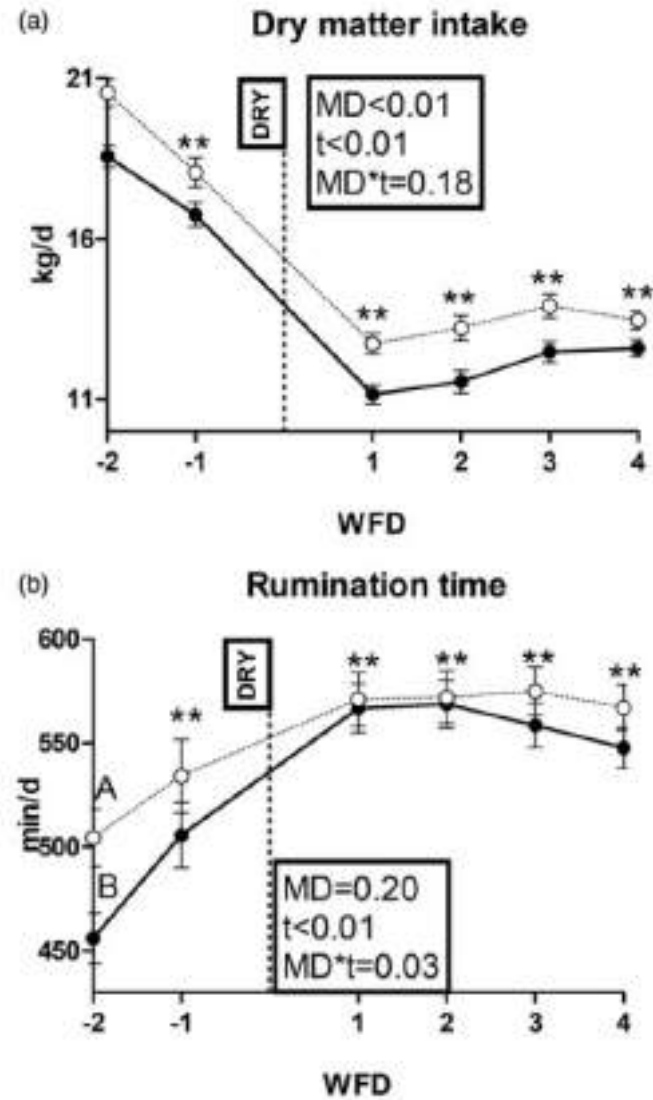 (a) Dry matter intake
21
16
11
kg/d
DRY
MD<0.01
t<0.01
MD*t=0.18
**
** ** ** **
-2 -1 1 2 3 4
WFD
(b) Rumination time
600
550
500
450
min/d
DRY
**
** ** ** **
A
B
MD=0.20
t<0.01
MD*t=0.03
-2 -1 1 2 3 4
WFD